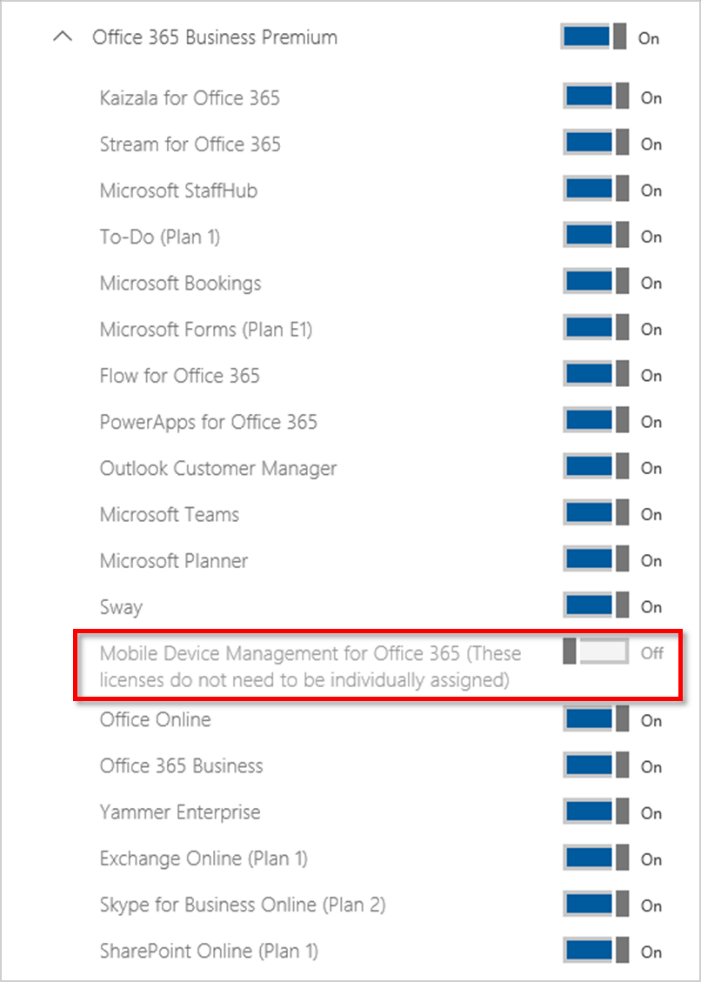 Office 365 Business Premium On
Kaizala for Office 365 On
Stream for Office 365 On
Microsoft StaffHub On
To-Do (Plan 1) On
Microsoft Bookings On
Microsoft Forms (Plan E1) On
Flow for Office 365 On
PowerApps for Office 365 On
Outlook Customer Manager On
Microsoft Teams On
Microsoft Planner On
Sway On
Mobile Device Management for Office 365 (These Off
licenses do not need to be individually assigned)
Office Online On
Office 365 Business On
Yammer Enterprise On
Exchange Online (Plan 1) On
Skype for Business Online (Plan 2) On
SharePoint Online (Plan 1) On